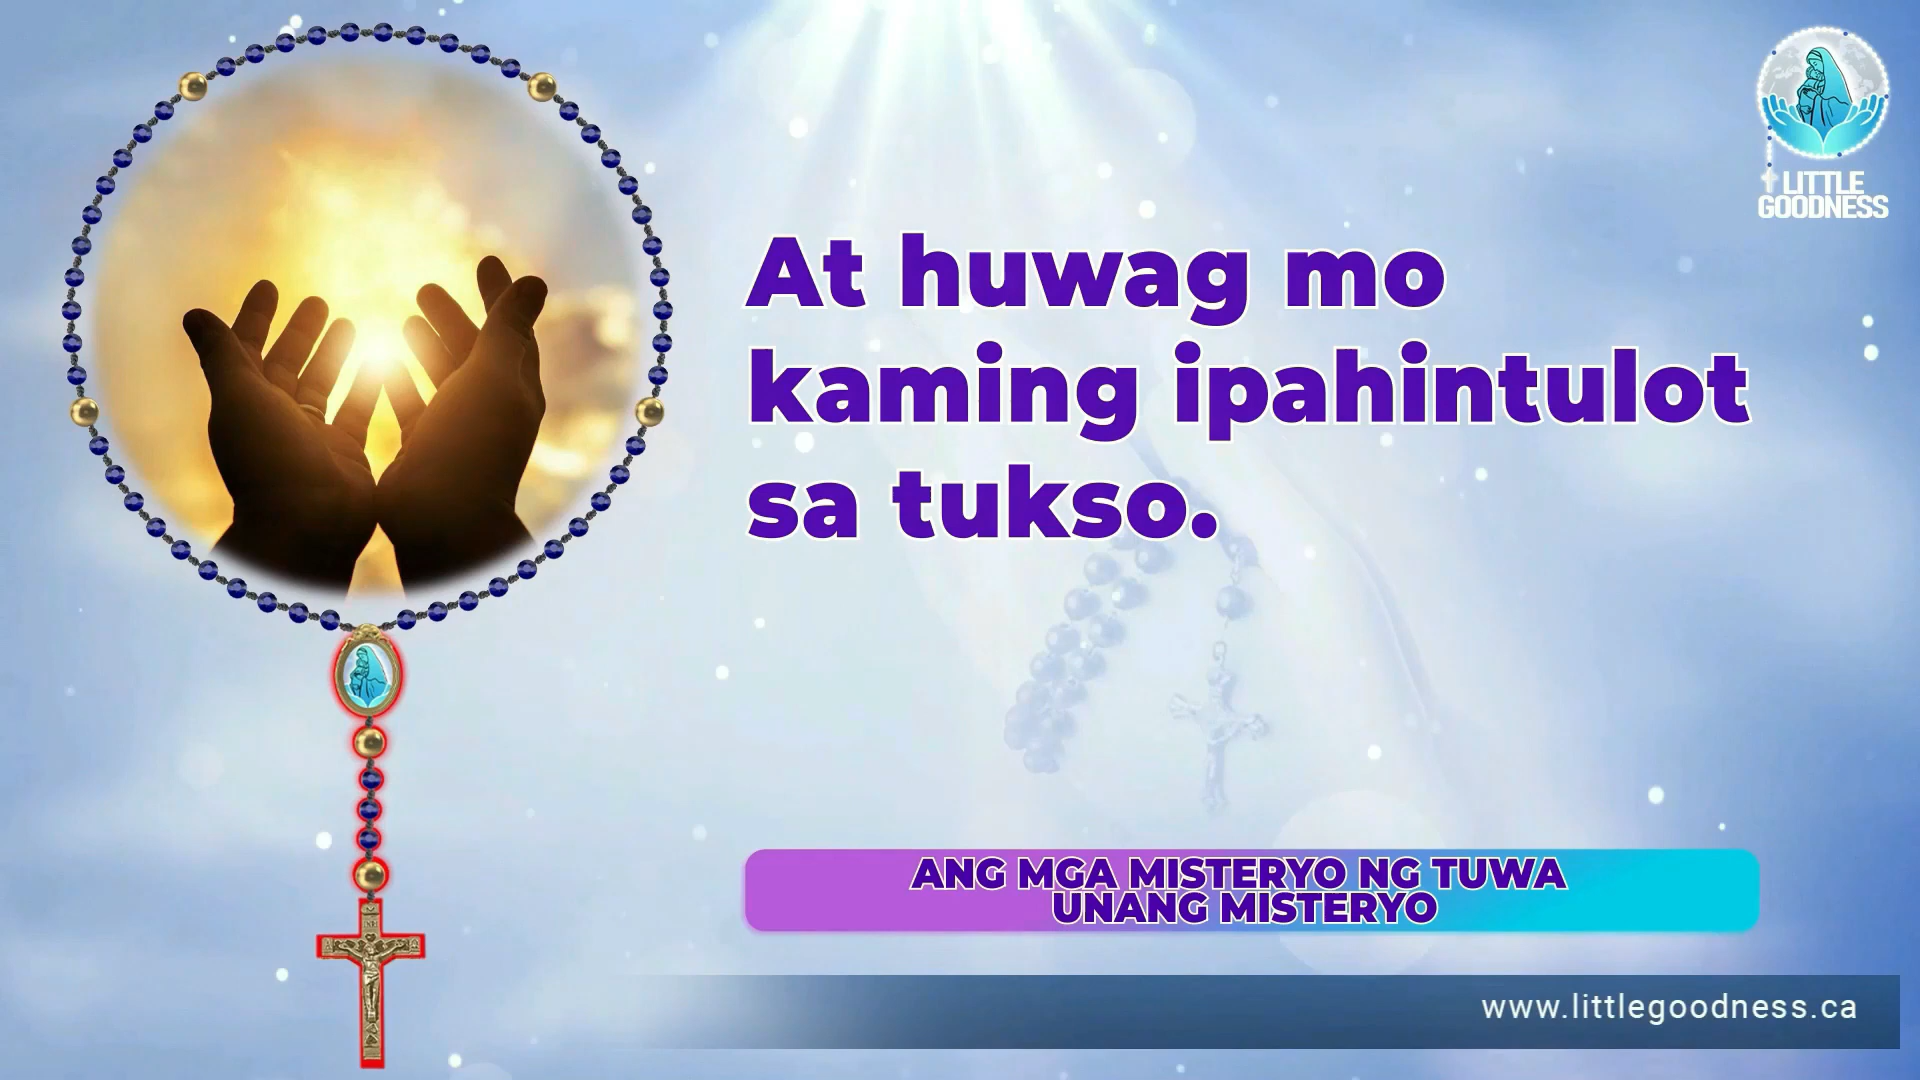 LITTLE
GOODNESS
At huwag mo
kaming ipahintulot
sa tukso.
ANG MGA MISTERYO NG TUWA
UNANG MISTERYO
www.littlegoodness.ca